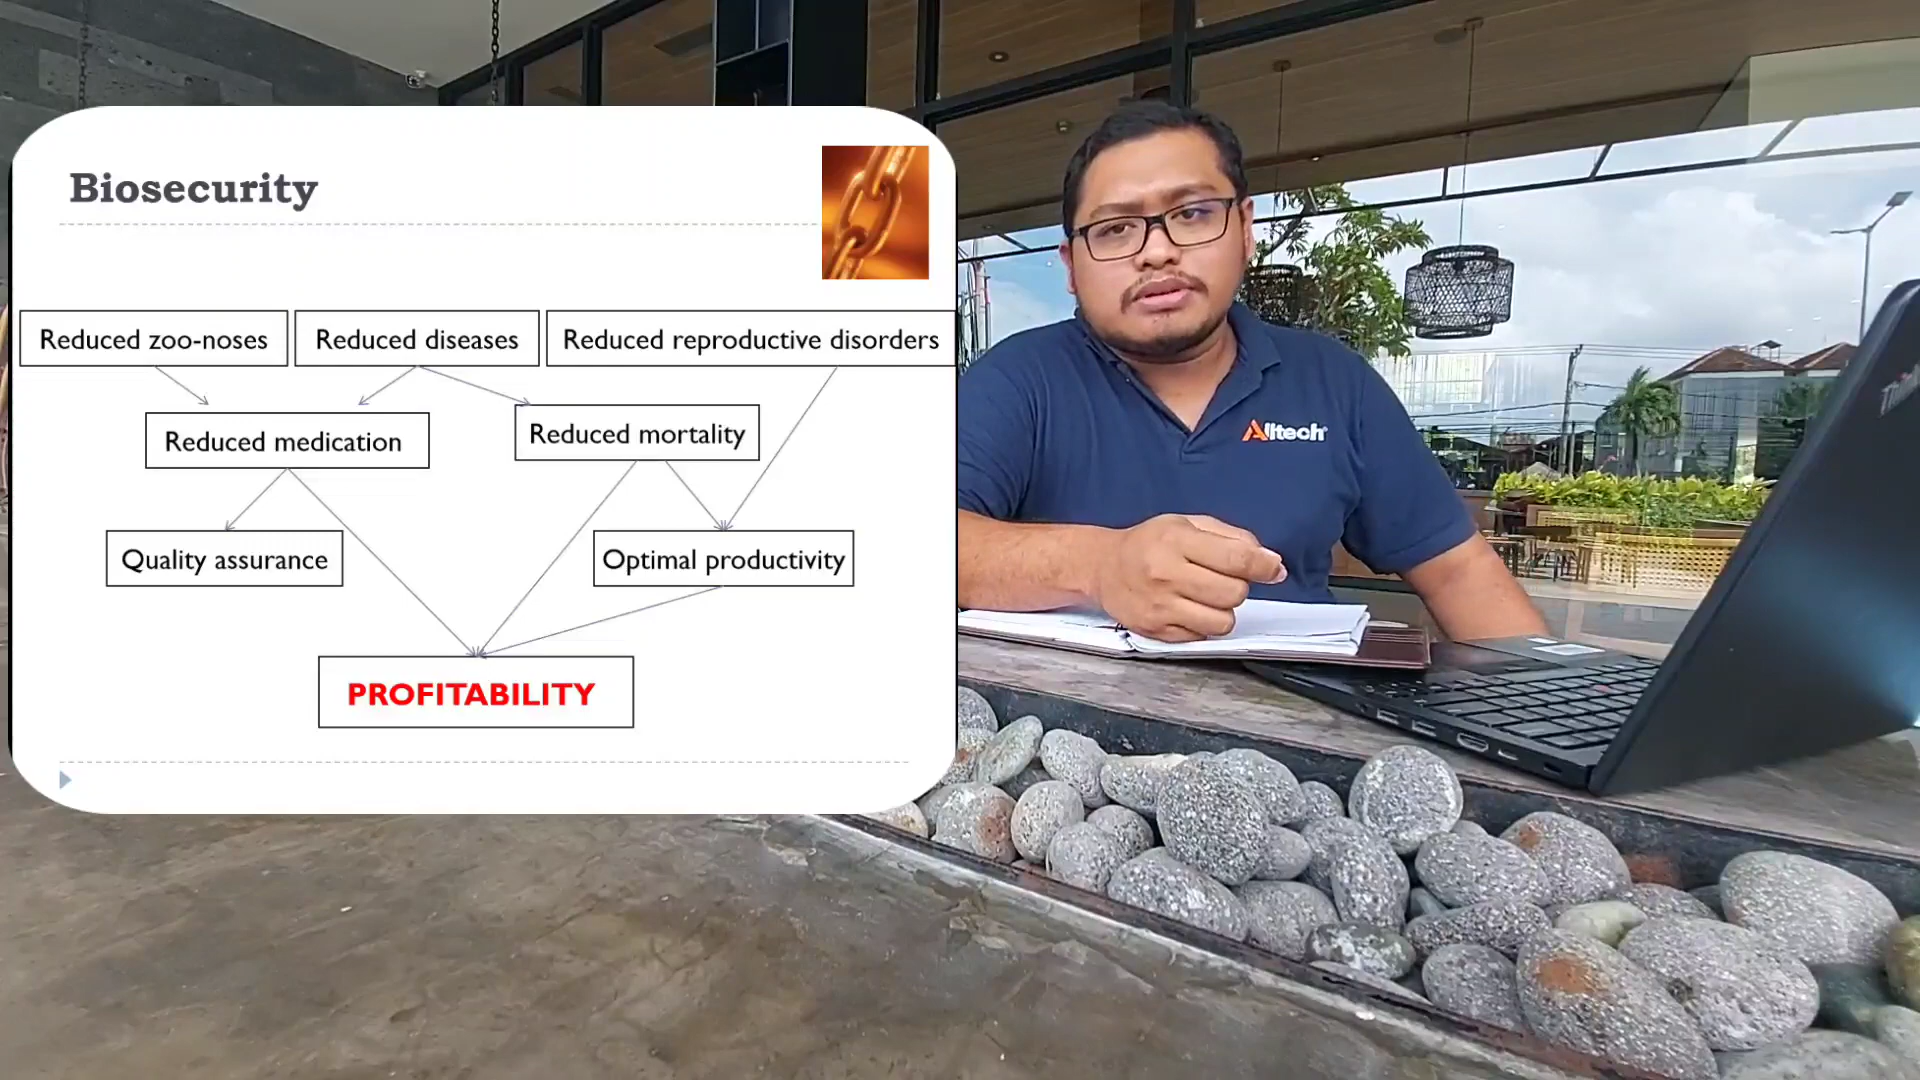 Biosecurity
Reduced zoo-noses
Reduced diseases
Reduced reproductive disorders
Reduced medication
Reduced mortality
Quality assurance
Optimal productivity
PROFITABILITY
Alltech